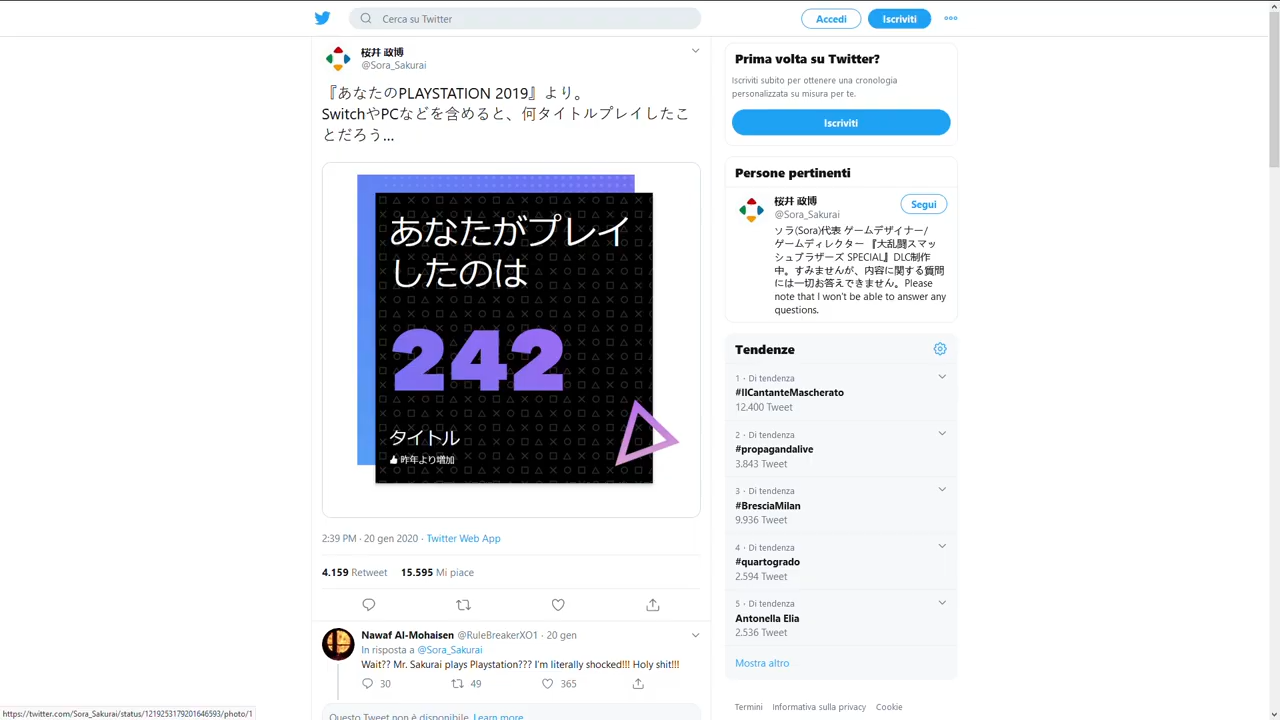 Cerca su Twitter
Accedi
Iscriviti
桜井 政博
@Sora_Sakurai
『あなたのPLAYSTATION 2019』より。
SwitchやPCなどを含めると、何タイトルプレイしたこ
とだろう...
あなたがプレイ
したのは
242
タイトル
昨年より増加
2:39 PM · 20 gen 2020 · Twitter Web App
4.159 Retweet 15.595 Mi piace
Nawaf Al-Mohaisen @RuleBreakerXO1 · 20 gen
In risposta a @Sora_Sakurai
Wait?? Mr. Sakurai plays Playstation??? I'm literally shocked!!! Holy shit!!!
30 49 365
Questo Tweet non è disponibile. Learn more
Prima volta su Twitter?
Iscriviti subito per ottenere una cronologia
personalizzata su misura per te.
Iscriviti
Persone pertinenti
桜井 政博
@Sora_Sakurai
Segui
ソラ(Sora)代表 ゲームデザイナー/
ゲームディレクター 『大乱闘スマッ
シュブラザーズ SPECIAL』DLC制作
中。すみませんが、内容に関する質問
には一切お答えできません。Please
note that I won't be able to answer any
questions.
Tendenze
1 · Di tendenza
#IlCantanteMascherato
12.400 Tweet
2 · Di tendenza
#propagandalive
3.843 Tweet
3 · Di tendenza
#BresciaMilan
9.936 Tweet
4 · Di tendenza
#quartogrado
2.594 Tweet
5 · Di tendenza
Antonella Elia
2.536 Tweet
Mostra altro
Termini Informativa sulla privacy Cookie
https://twitter.com/Sora_Sakurai/status/1219253179201646593/photo/1